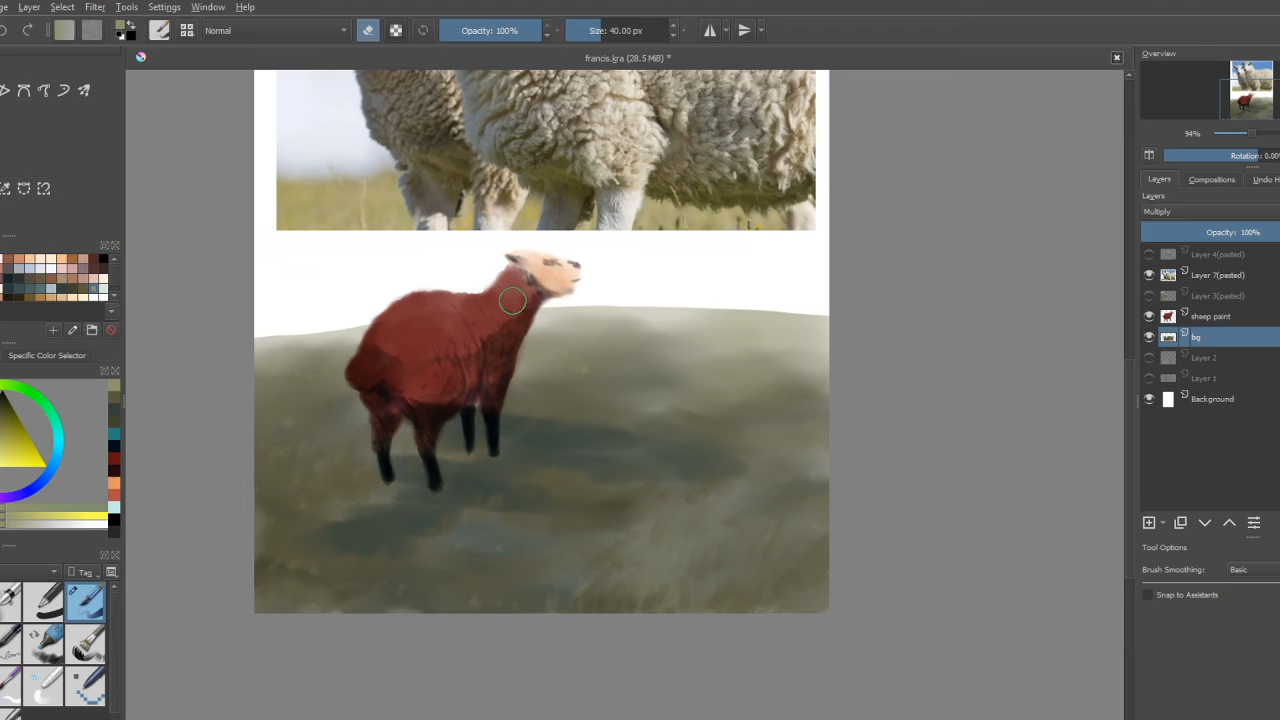 Layer Select Filter Tools Settings Window Help
Normal Opacity: 100% Size: 40.00 px
francis.kra (28.5 MiB) *
Overview
94%
Rotation: 0.00
Layers Compositions Undo H
Layers
Multiply
Opacity: 100%
Layer 4(pasted)
Layer 7(pasted)
Layer 3(pasted)
sheep paint
bg
Layer 2
Layer 1
Background
Specific Color Selector
Tool Options
Brush Smoothing: Basic
Snap to Assistants
Tag